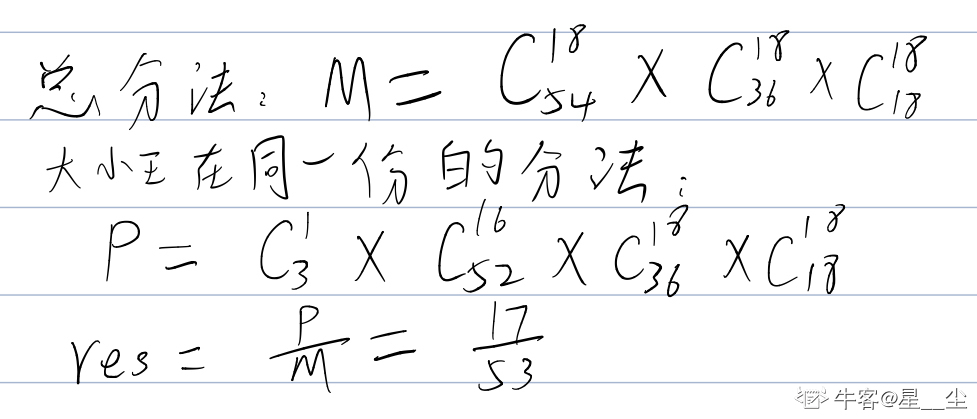 总分法: M = C₅₄¹⁸ × C₃₆¹⁸ × C₁₈¹⁸
大小王在同一份的分法:
P = C₃¹ × C₅₂¹⁶ × C₃₆¹⁸ × C₁₈¹⁸
res = P/M = 17/53
牛客@星__尘